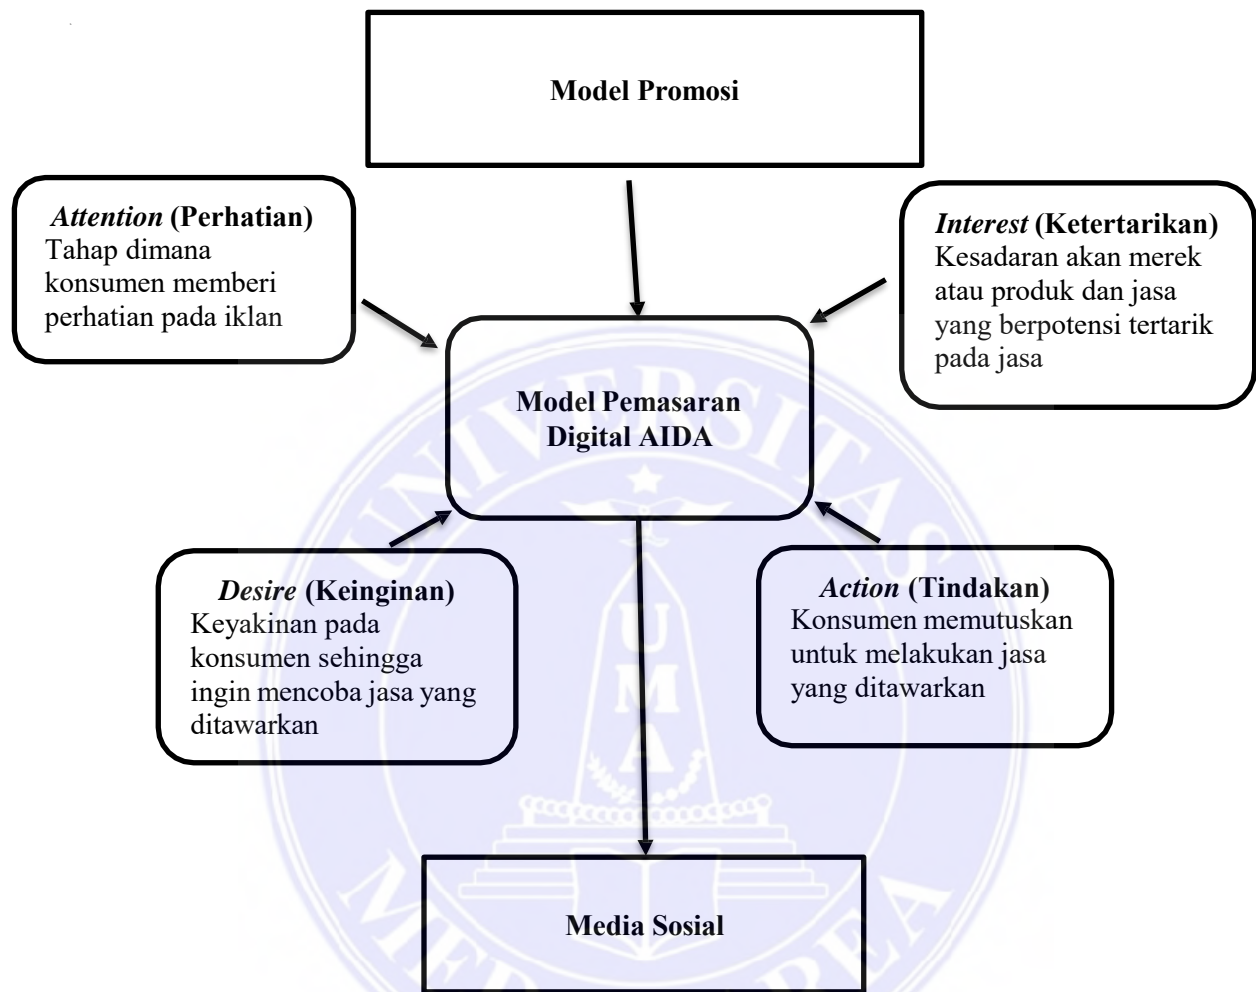 Model Promosi
Attention (Perhatian)
Tahap dimana
konsumen memberi
perhatian pada iklan
Interest (Ketertarikan)
Kesadaran akan merek
atau produk dan jasa
yang berpotensi tertarik
pada jasa
Model Pemasaran
Digital AIDA
Desire (Keinginan)
Keyakinan pada
konsumen sehingga
ingin mencoba jasa yang
ditawarkan
Action (Tindakan)
Konsumen memutuskan
untuk melakukan jasa
yang ditawarkan
Media Sosial
UNIVERSITAS
UMA